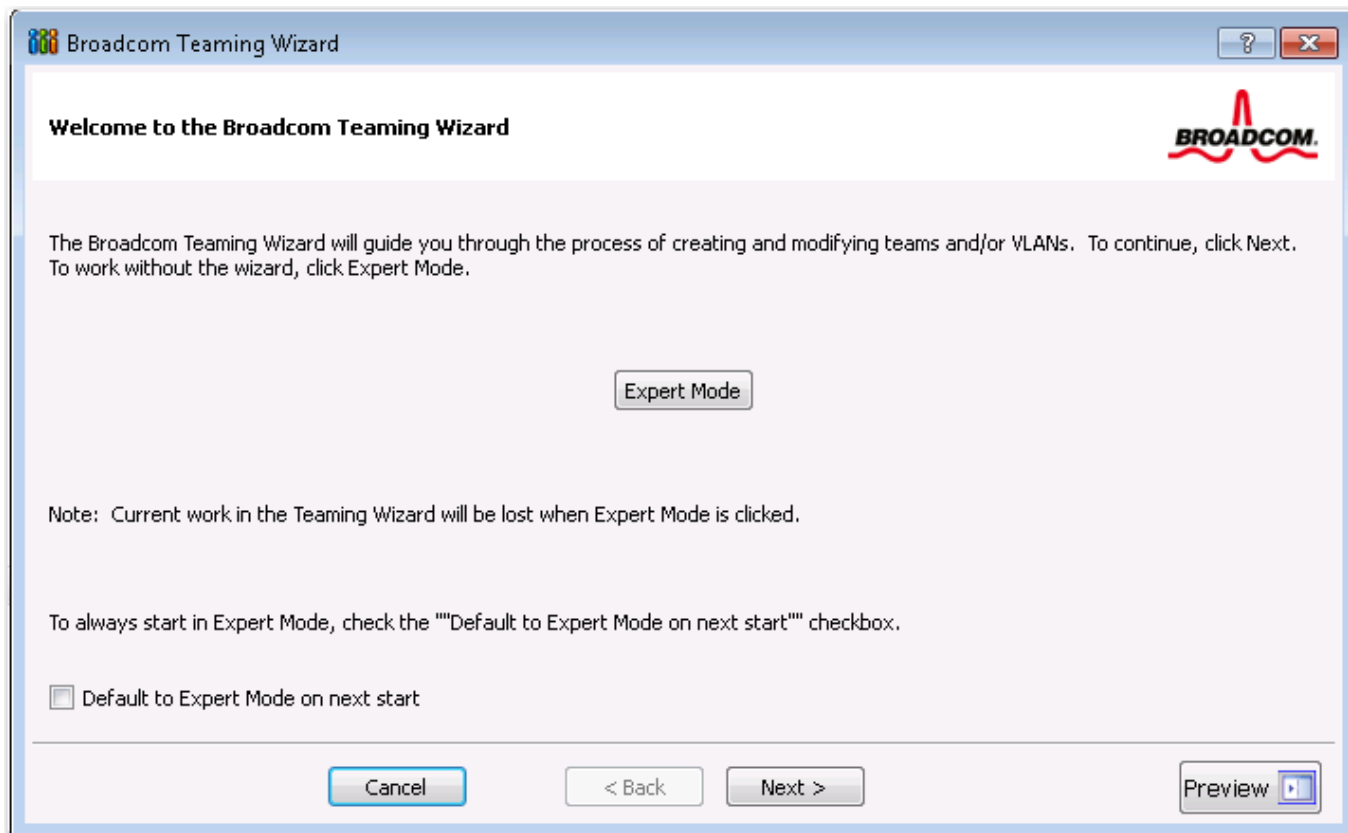 Broadcom Teaming Wizard
?
Welcome to the Broadcom Teaming Wizard
BROADCOM.
The Broadcom Teaming Wizard will guide you through the process of creating and modifying teams and/or VLANs.  To continue, click Next.
To work without the wizard, click Expert Mode.
Expert Mode
Note:  Current work in the Teaming Wizard will be lost when Expert Mode is clicked.
To always start in Expert Mode, check the ""Default to Expert Mode on next start"" checkbox.
Default to Expert Mode on next start
Cancel
< Back
Next >
Preview